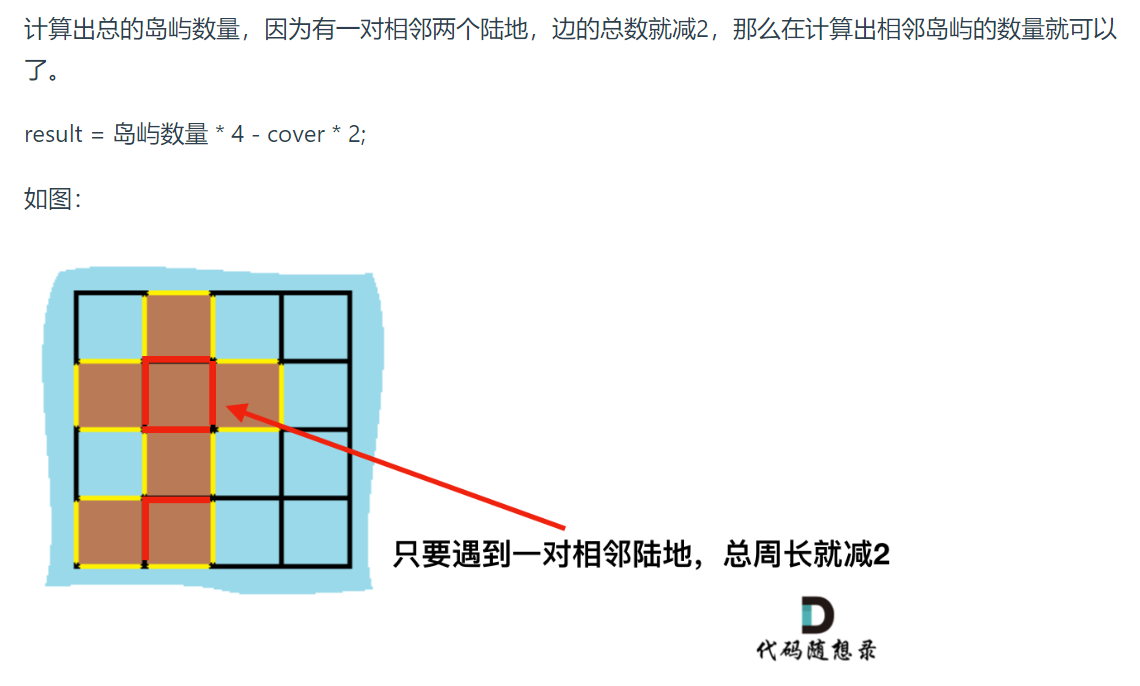 计算出总的岛屿数量，因为有一对相邻两个陆地，边的总数就减2，那么在计算出相邻岛屿的数量就可以
了。
result = 岛屿数量 * 4 - cover * 2;
如图：
只要遇到一对相邻陆地，总周长就减2
代码随想录